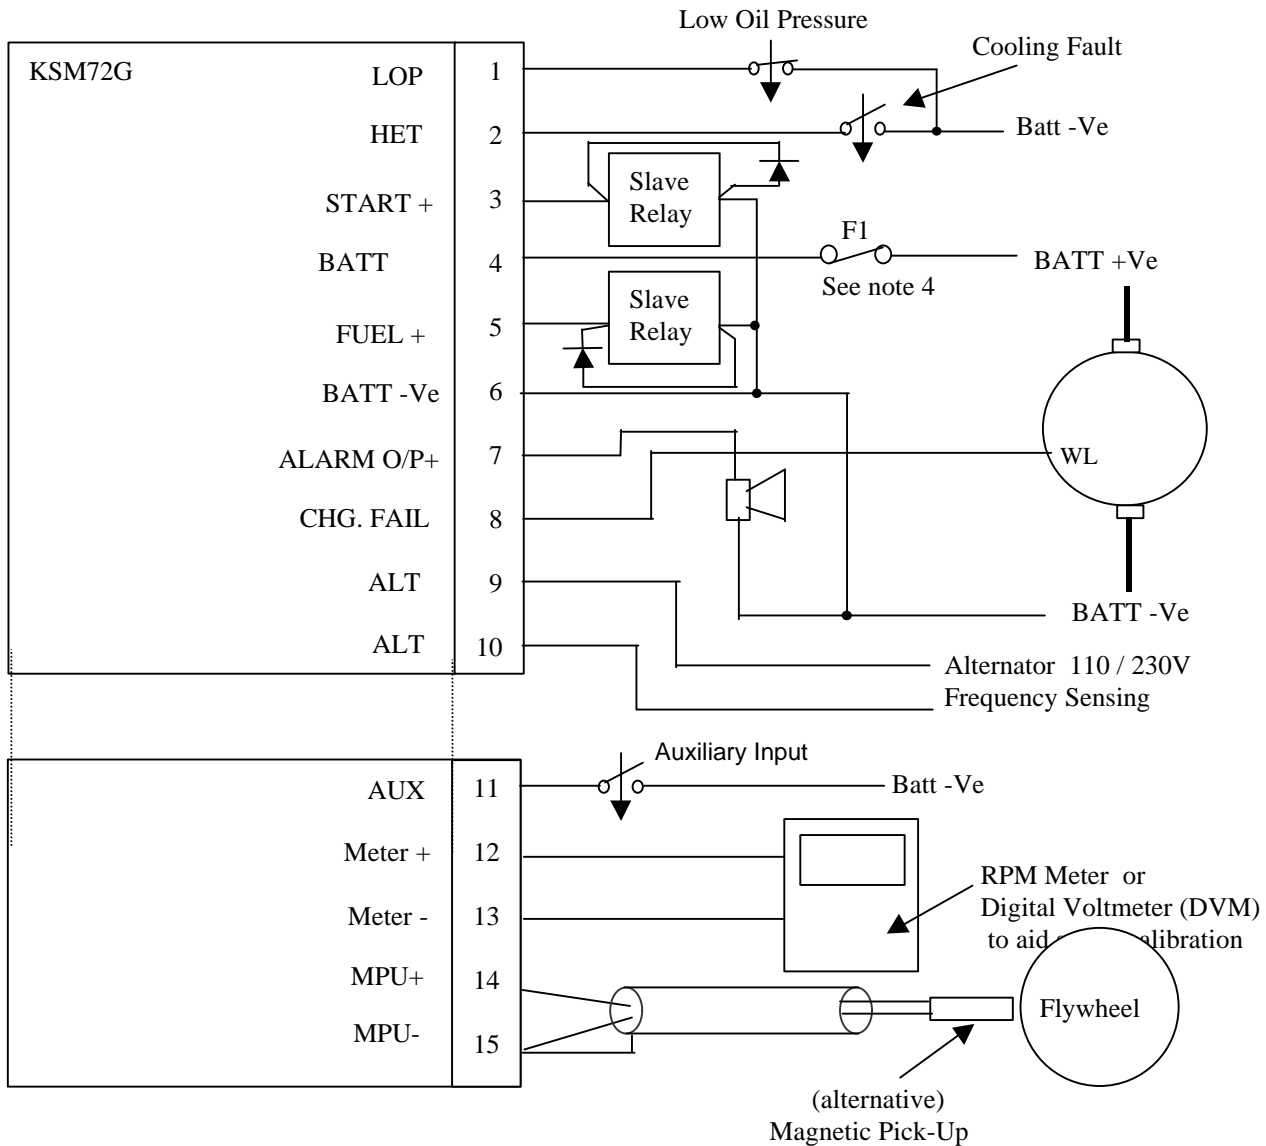 Low Oil Pressure
Cooling Fault
KSM72G
LOP 1
HET 2
Batt -Ve
START + 3
Slave
Relay
BATT 4
F1
See note 4
BATT +Ve
FUEL + 5
Slave
Relay
BATT -Ve 6
ALARM O/P+ 7
WL
CHG. FAIL 8
ALT 9
BATT -Ve
ALT 10
Alternator 110 / 230V
Frequency Sensing
Auxiliary Input
AUX 11
Batt -Ve
Meter + 12
Meter - 13
RPM Meter or
Digital Voltmeter (DVM)
to aid
MPU+ 14
Flywheel
MPU- 15
(alternative)
Magnetic Pick-Up